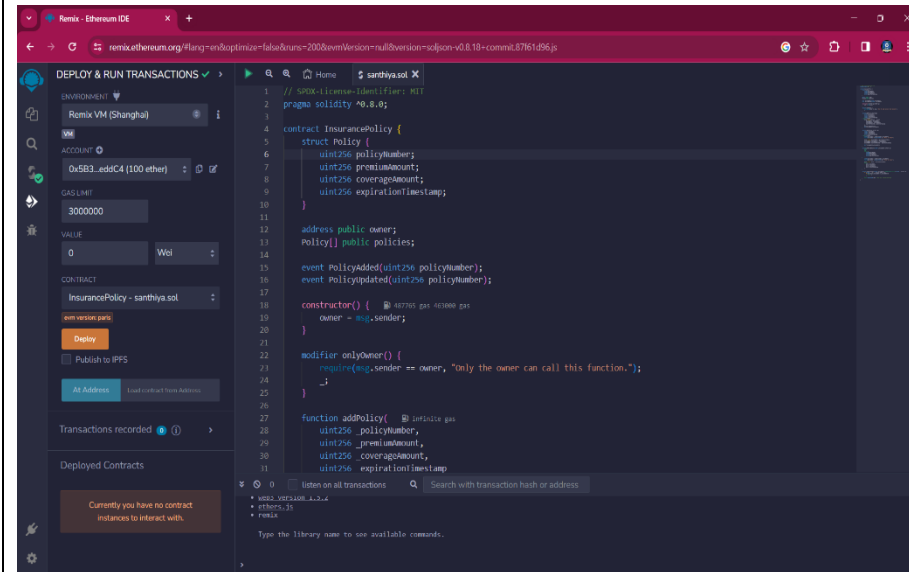 Remix - Ethereum IDE
remix.ethereum.org/#lang=en&optimize=false&runs=200&evmVersion=null&version=soljson-v0.8.18+commit.87f61d96.js
DEPLOY & RUN TRANSACTIONS
ENVIRONMENT
Remix VM (Shanghai)
VM
ACCOUNT
0x5B3...eddC4 (100 ether)
GAS LIMIT
3000000
VALUE
0
Wei
CONTRACT
InsurancePolicy - santhiya.sol
evm version: paris
Deploy
Publish to IPFS
At Address
Load contract from Address
Transactions recorded 0 i
Deployed Contracts
Currently you have no contract
instances to interact with.
Home
santhiya.sol
1 // SPDX-License-Identifier: MIT
2 pragma solidity ^0.8.0;
3
4 contract InsurancePolicy {
5 struct Policy {
6 uint256 policyNumber;
7 uint256 premiumAmount;
8 uint256 coverageAmount;
9 uint256 expirationTimestamp;
10 }
11
12 address public owner;
13 Policy[] public policies;
14
15 event PolicyAdded(uint256 policyNumber);
16 event PolicyUpdated(uint256 policyNumber);
17
18 constructor() { 487765 gas 463000 gas
19 owner = msg.sender;
20 }
21
22 modifier onlyOwner() {
23 require(msg.sender == owner, "Only the owner can call this function.");
24 _;
25 }
26
27 function addPolicy( infinite gas
28 uint256 _policyNumber,
29 uint256 _premiumAmount,
30 uint256 _coverageAmount,
31 uint256 _expirationTimestamp
0
listen on all transactions
Search with transaction hash or address
• web3 version 1.5.2
• ethers.js
• remix
Type the library name to see available commands.
>